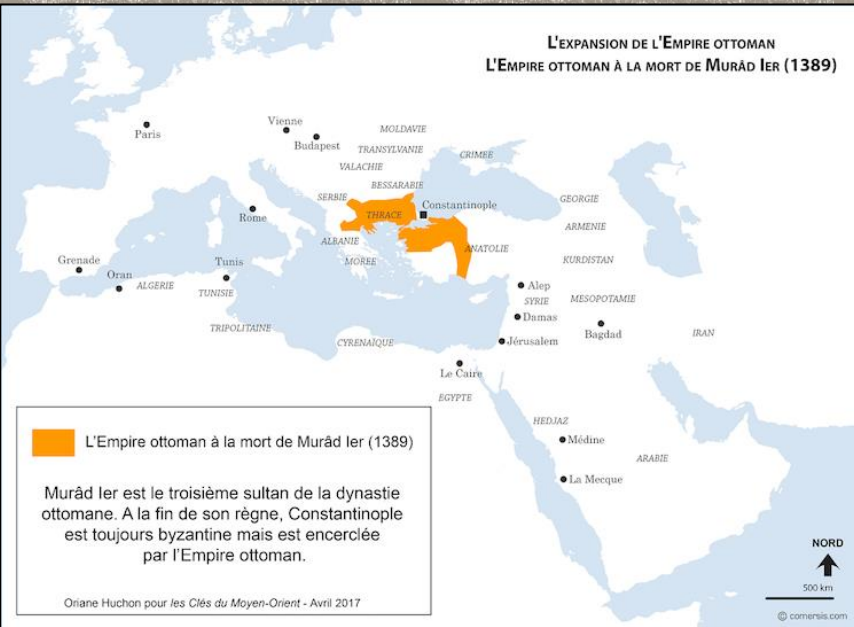 L'EXPANSION DE L'EMPIRE OTTOMAN
L'EMPIRE OTTOMAN À LA MORT DE MURÂD IER (1389)
Paris
Vienne
Budapest
MOLDAVIE
TRANSYLVANIE
CRIMEE
VALACHIE
BESSARABIE
SERBIE
Constantinople
GEORGIE
Rome
THRACE
ARMENIE
ALBANIE
ANATOLIE
Grenade
Tunis
MOREE
KURDISTAN
Oran
ALGERIE
TUNISIE
Alep
SYRIE
MESOPOTAMIE
Damas
TRIPOLITAINE
Bagdad
IRAN
CYRENAÏQUE
Jérusalem
Le Caire
EGYPTE
HEDJAZ
Médine
ARABIE
La Mecque
L'Empire ottoman à la mort de Murâd Ier (1389)
Murâd Ier est le troisième sultan de la dynastie
ottomane. A la fin de son règne, Constantinople
est toujours byzantine mais est encerclée
par l'Empire ottoman.
Oriane Huchon pour les Clés du Moyen-Orient - Avril 2017
NORD
500 km
© comersis.com